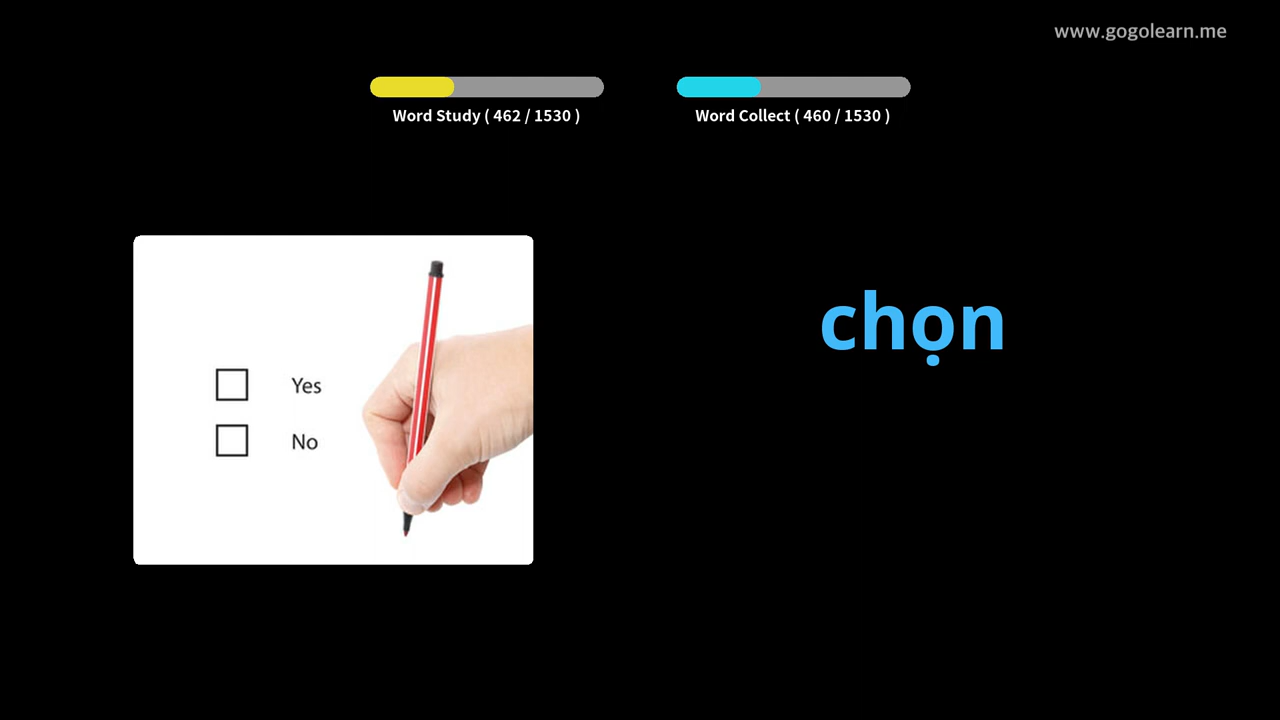 www.gogolearn.me
Word Study ( 462 / 1530 )
Word Collect ( 460 / 1530 )
chọn
Yes
No